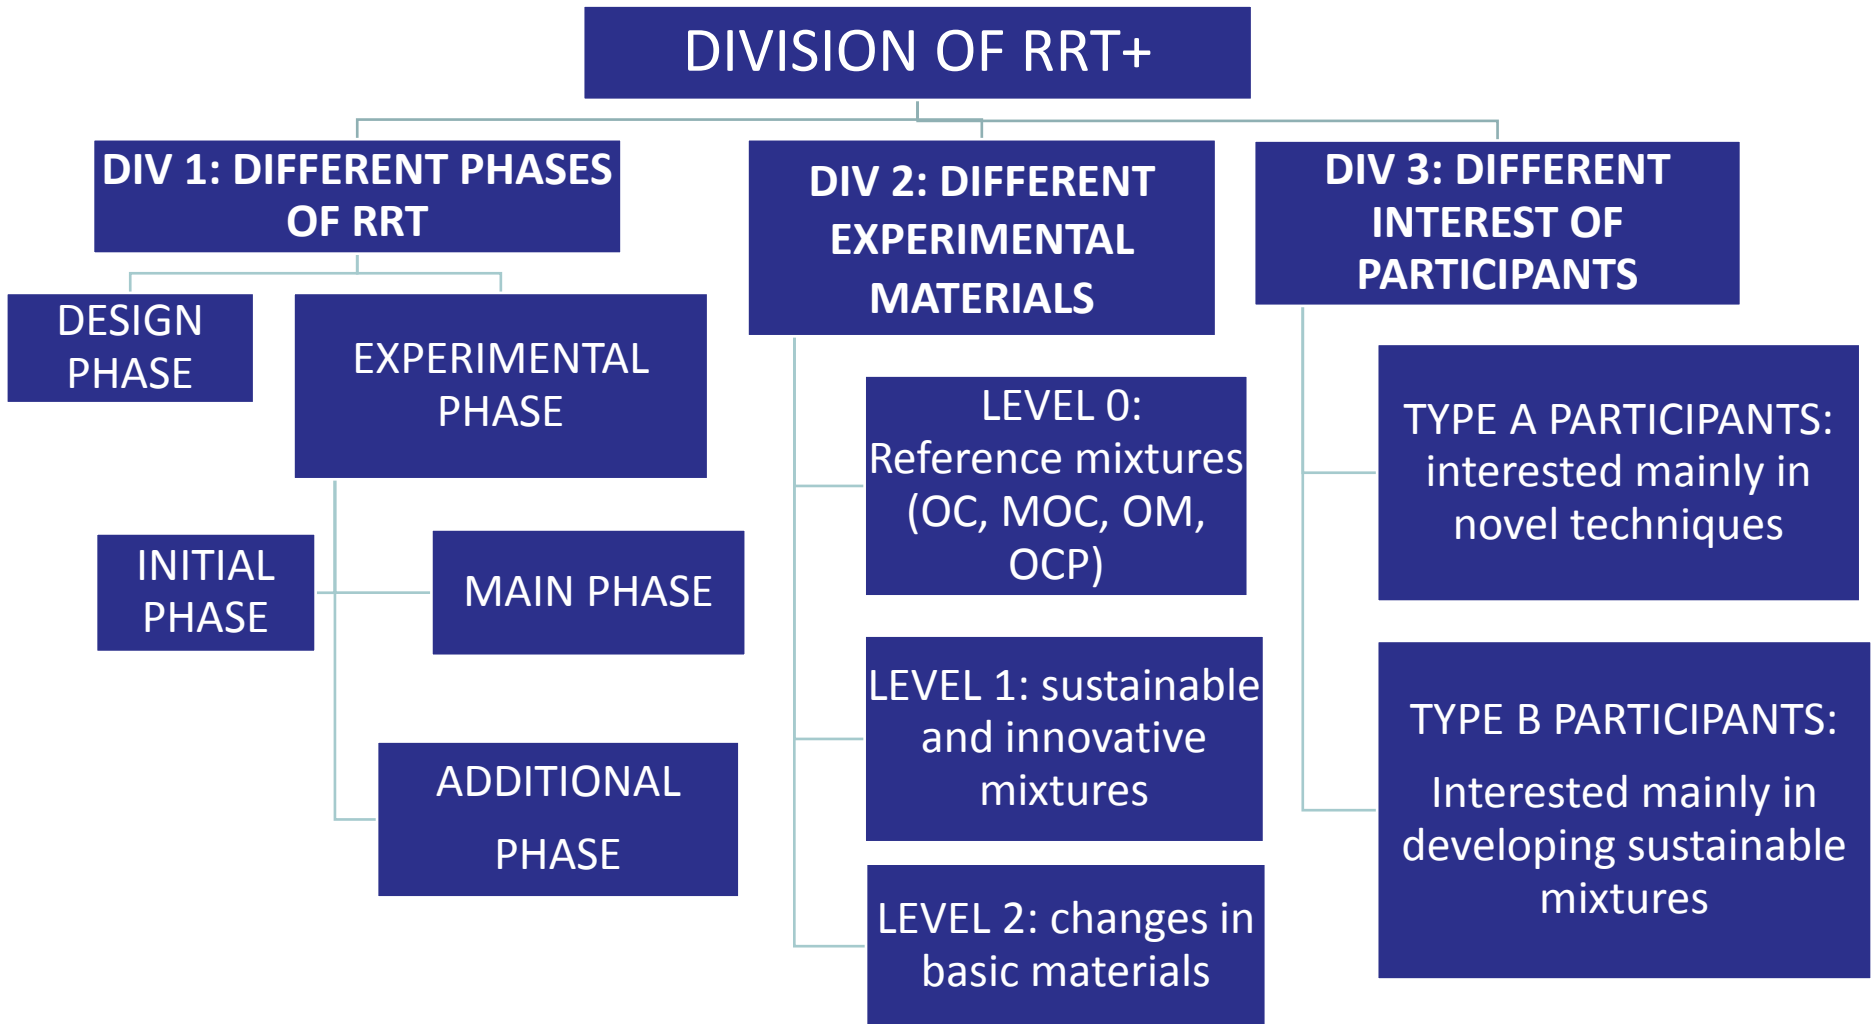 DIVISION OF RRT+
DIV 1: DIFFERENT PHASES
OF RRT
DESIGN
PHASE
EXPERIMENTAL
PHASE
INITIAL
PHASE
MAIN PHASE
ADDITIONAL
PHASE
DIV 2: DIFFERENT
EXPERIMENTAL
MATERIALS
LEVEL 0:
Reference mixtures
(OC, MOC, OM,
OCP)
LEVEL 1: sustainable
and innovative
mixtures
LEVEL 2: changes in
basic materials
DIV 3: DIFFERENT
INTEREST OF
PARTICIPANTS
TYPE A PARTICIPANTS:
interested mainly in
novel techniques
TYPE B PARTICIPANTS:
Interested mainly in
developing sustainable
mixtures